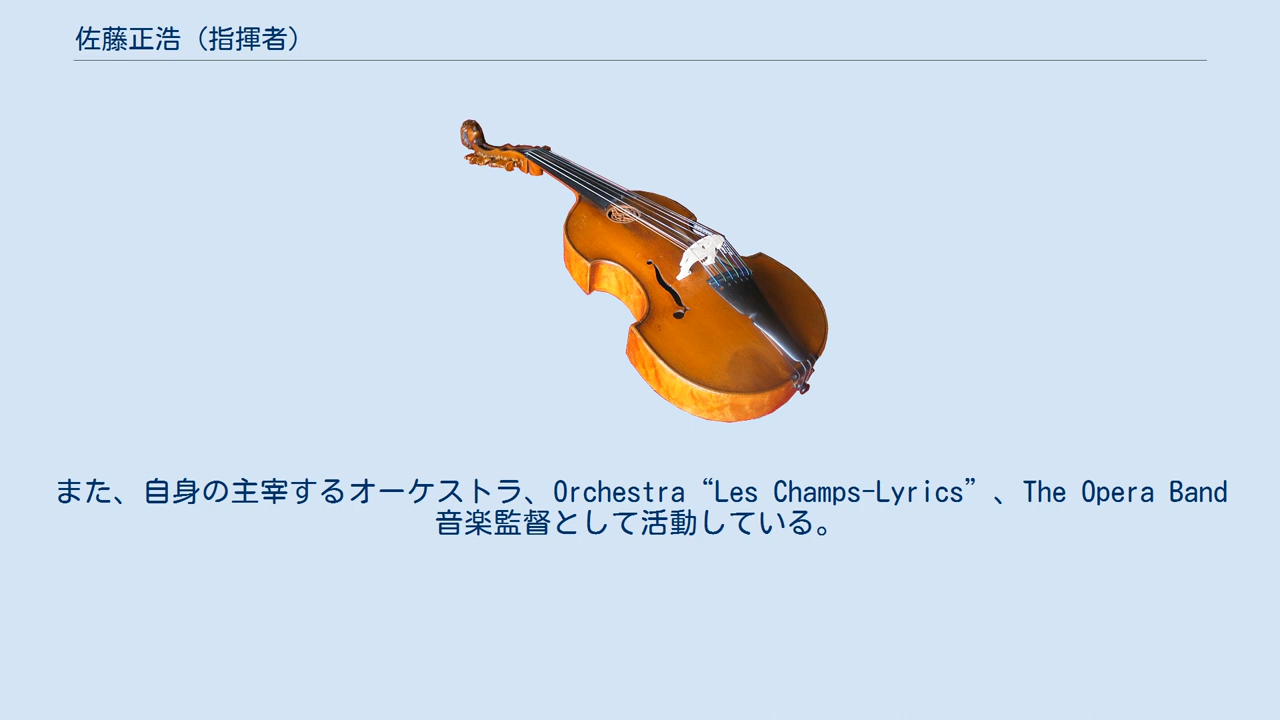 佐藤正浩（指揮者）
また、自身の主宰するオーケストラ、Orchestra “Les Champs-Lyrics” 、The Opera Band
音楽監督として活動している。